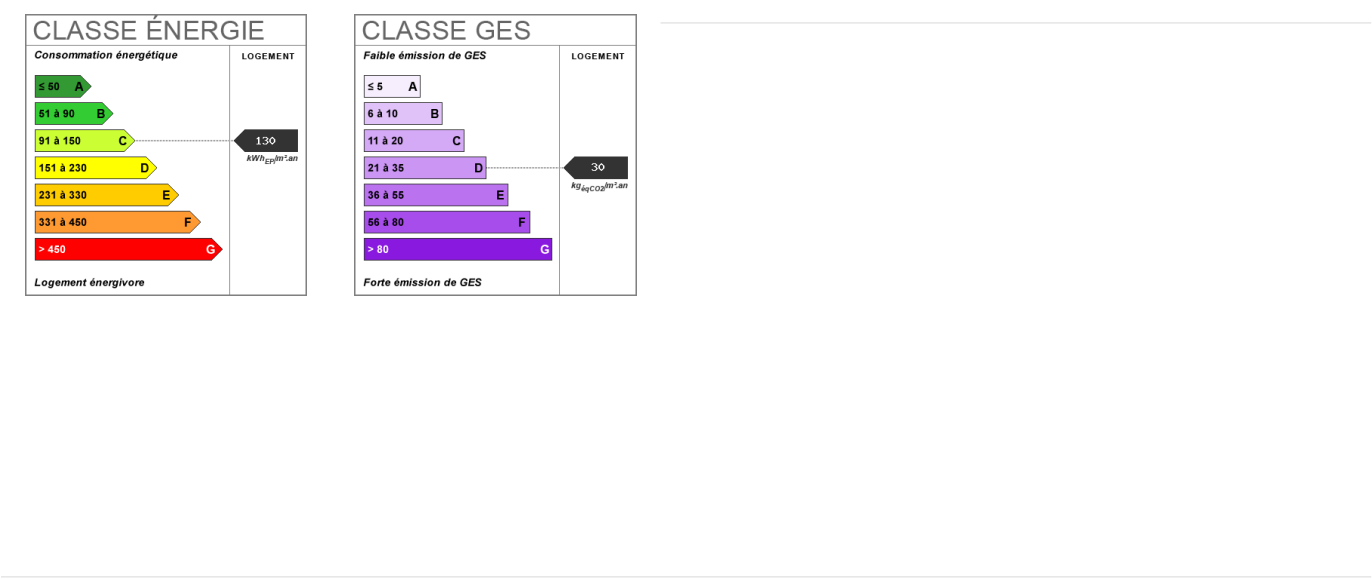 CLASSE ÉNERGIE
Consommation énergétique
LOGEMENT
≤ 50 A
51 à 90 B
91 à 150 C
130
kWhEP/m².an
151 à 230 D
231 à 330 E
331 à 450 F
> 450 G
Logement énergivore
CLASSE GES
Faible émission de GES
LOGEMENT
≤ 5 A
6 à 10 B
11 à 20 C
21 à 35 D
30
kgéqCO2/m².an
36 à 55 E
56 à 80 F
> 80 G
Forte émission de GES